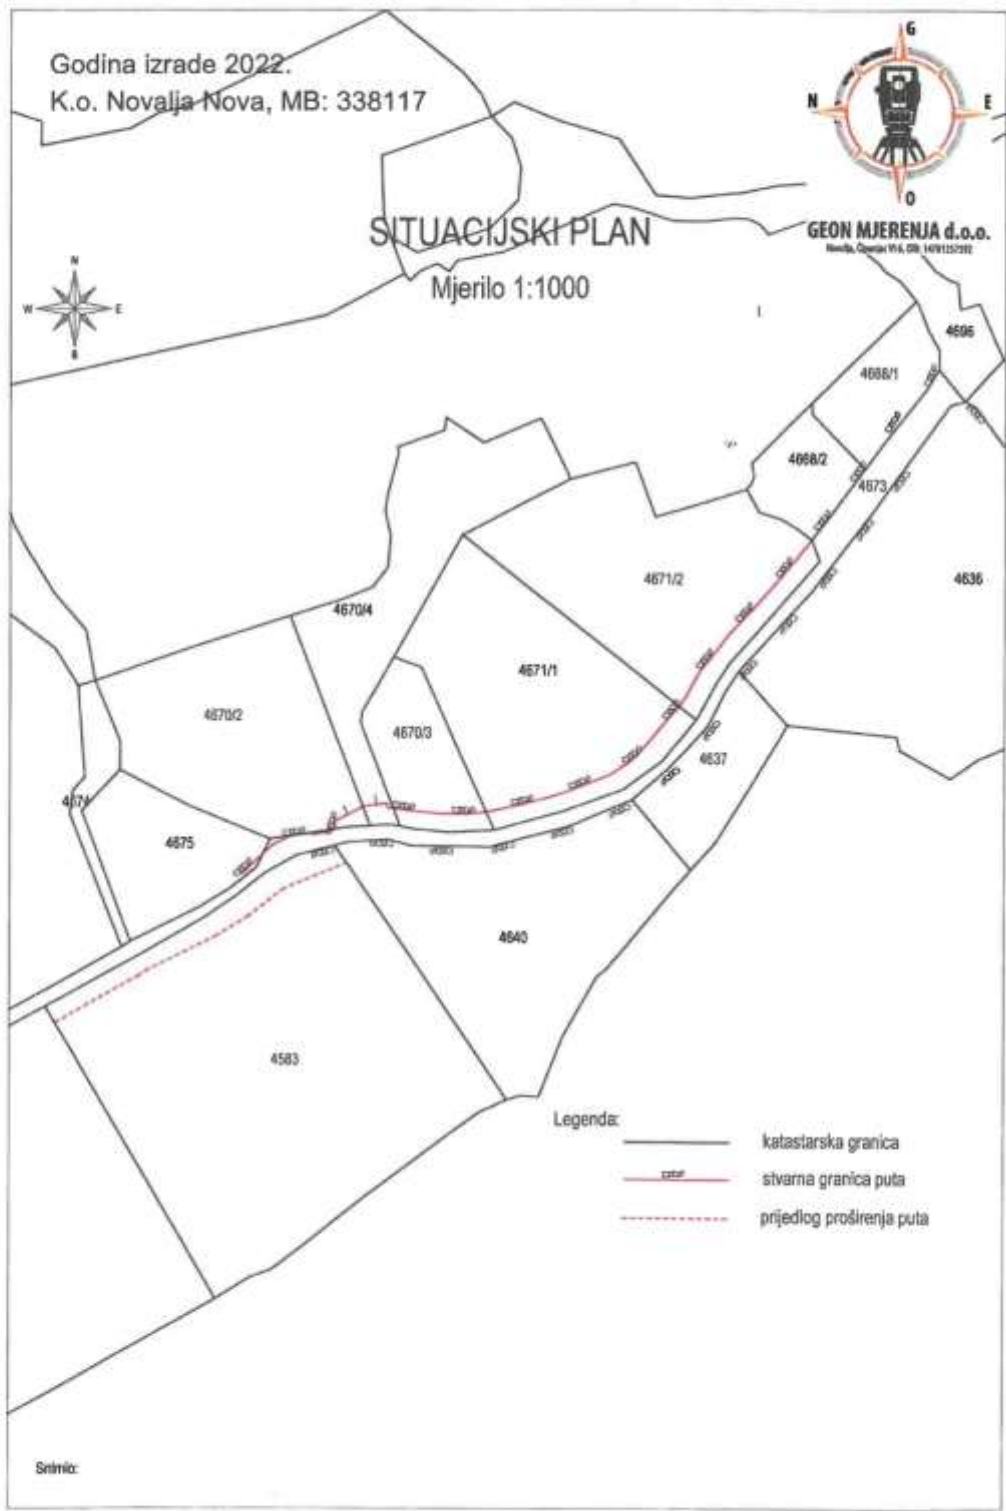 Godina izrade 2022.
K.o. Novalja Nova, MB: 338117
G
N
E
O
GEON MJERENJA d.o.o.
SITUACIJSKI PLAN
Mjerilo 1:1000
N
W
E
S
4696
4668/1
4668/2
4673
4636
4671/2
4670/4
4671/1
4670/2
4670/3
4637
4674
4675
4640
4583
Legenda:
katastarska granica
stvarna granica puta
prijedlog proširenja puta
Snimio: